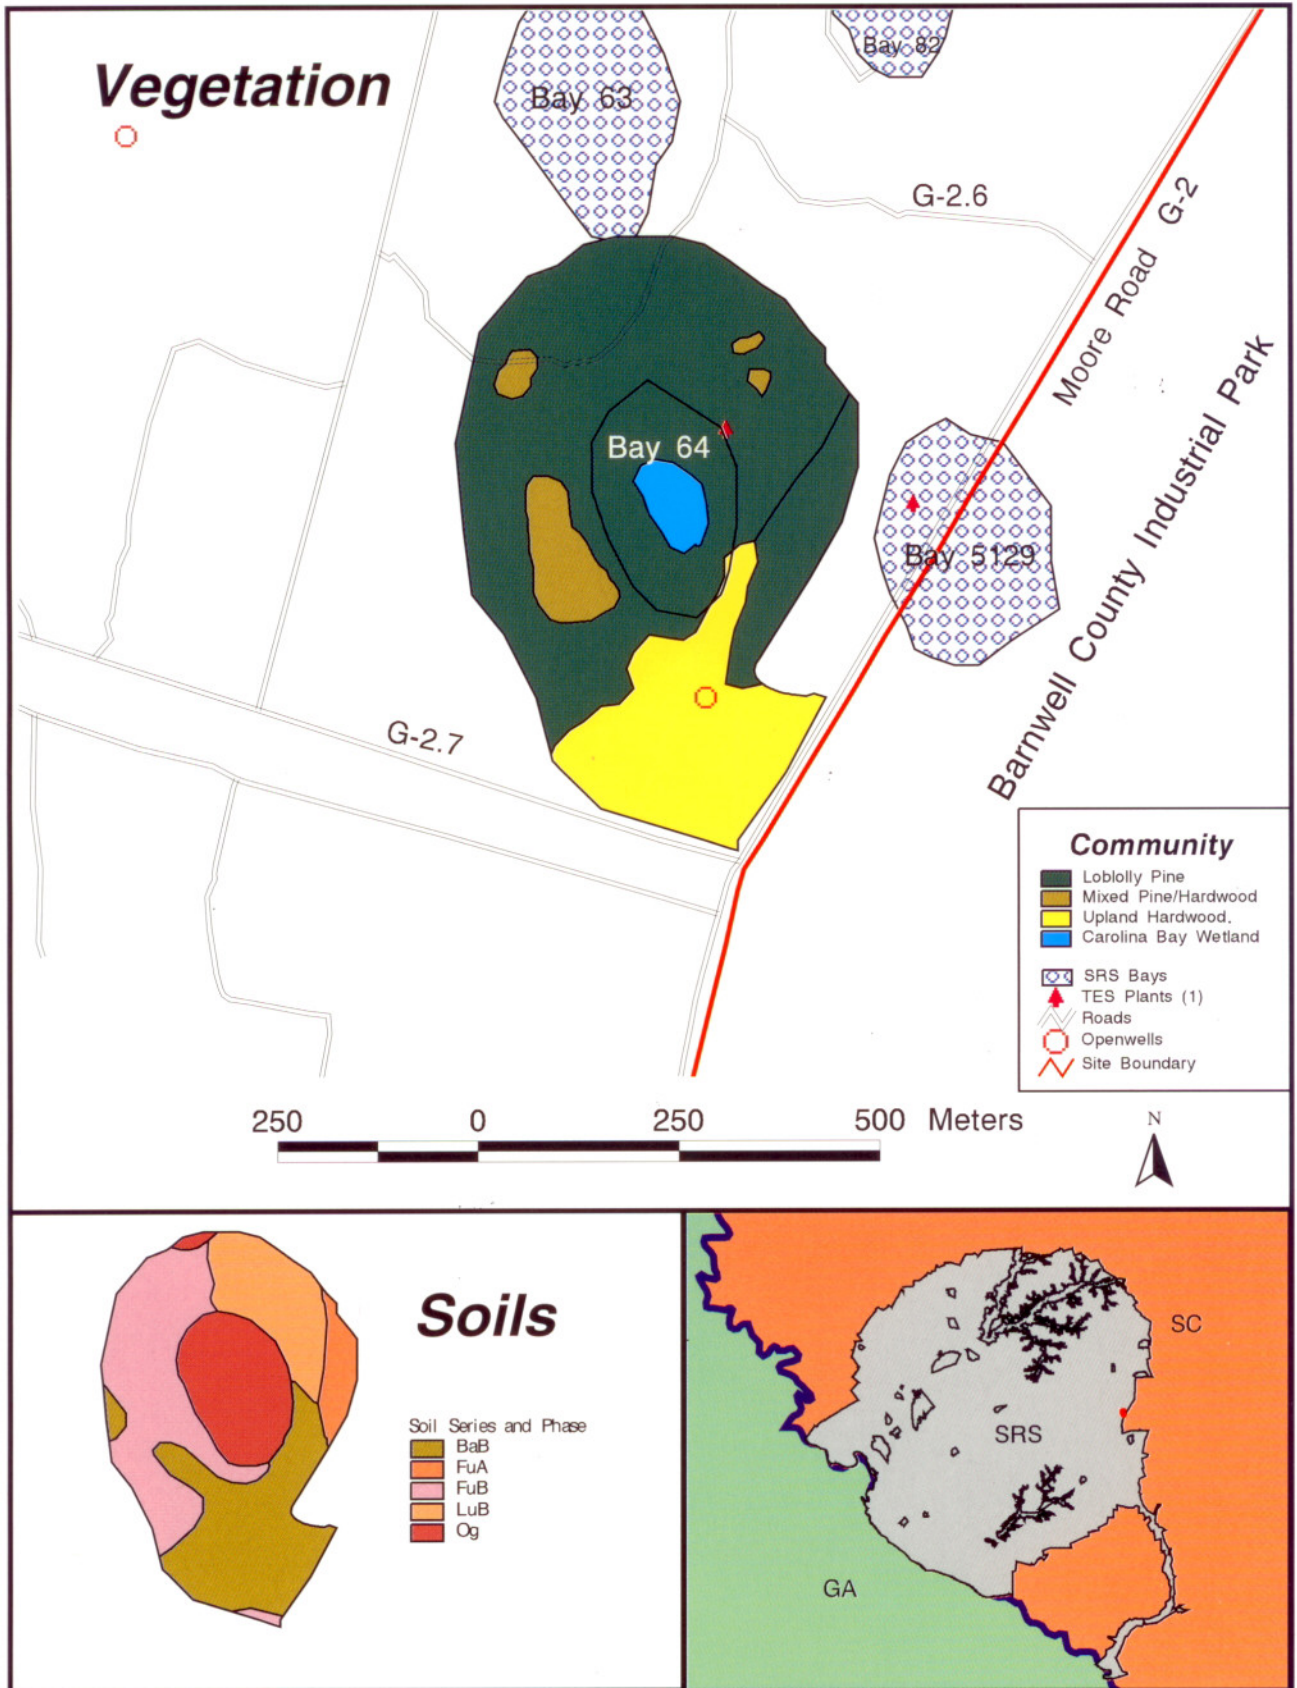 Vegetation
Bay 82
Bay 63
G-2.6
Moore Road G-2
Bay 64
Bay 5129
Barnwell County Industrial Park
G-2.7
Community
Loblolly Pine
Mixed Pine/Hardwood
Upland Hardwood.
Carolina Bay Wetland
SRS Bays
TES Plants (1)
Roads
Openwells
Site Boundary
250 0 250 500 Meters
N
Soils
Soil Series and Phase
BaB
FuA
FuB
LuB
Og
SC
SRS
GA